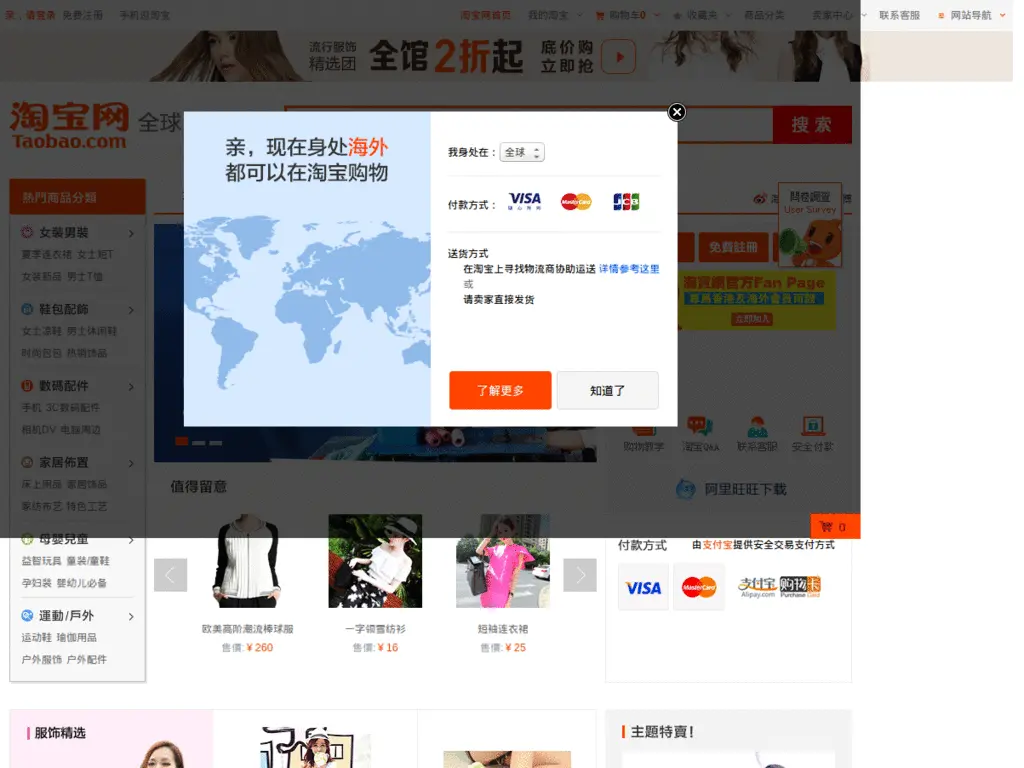 亲，请登录 免费注册 手机逛淘宝
淘宝网首页 我的淘宝 购物车0 收藏夹 商品分类 卖家中心 联系客服 网站导航
流行服饰
精选团
全馆2折起
底价购
立即抢
淘宝网
Taobao.com
全球
搜 索
亲，现在身处海外
都可以在淘宝购物
我身处在：
全球
付款方式：
VISA
MasterCard
JCB
送货方式
在淘宝上寻找物流商协助运送 详情参考这里
或
请卖家直接发货
了解更多
知道了
熱門商品分類
女裝男裝
夏季连衣裙 女士短T
女装新品 男士T恤
鞋包配飾
女士凉鞋 男士休闲鞋
时尚包包 热销饰品
數碼配件
手机 3C数码配件
相机DV 电脑周边
家居佈置
床上用品 家居饰品
家纺布艺 特色工艺
母嬰兒童
益智玩具 童装/童鞋
孕妇装 婴幼儿必备
運動/戶外
运动鞋 瑜伽用品
户外服饰 户外配件
問卷調查
User Survey
免費註冊
淘寶網官方Fan Page
立即加入
购物教学
淘宝Q&A
联系客服
安全付款
阿里旺旺下载
0
值得留意
欧美高阶潮流棒球服
售價: ¥ 260
一字领雪纺衫
售價: ¥ 16
短袖连衣裙
售價: ¥ 25
付款方式
由支付宝提供安全交易支付方式
VISA
MasterCard
支付宝
Alipay.com
购物卡
Purchase Card
服饰精选
主題特賣!